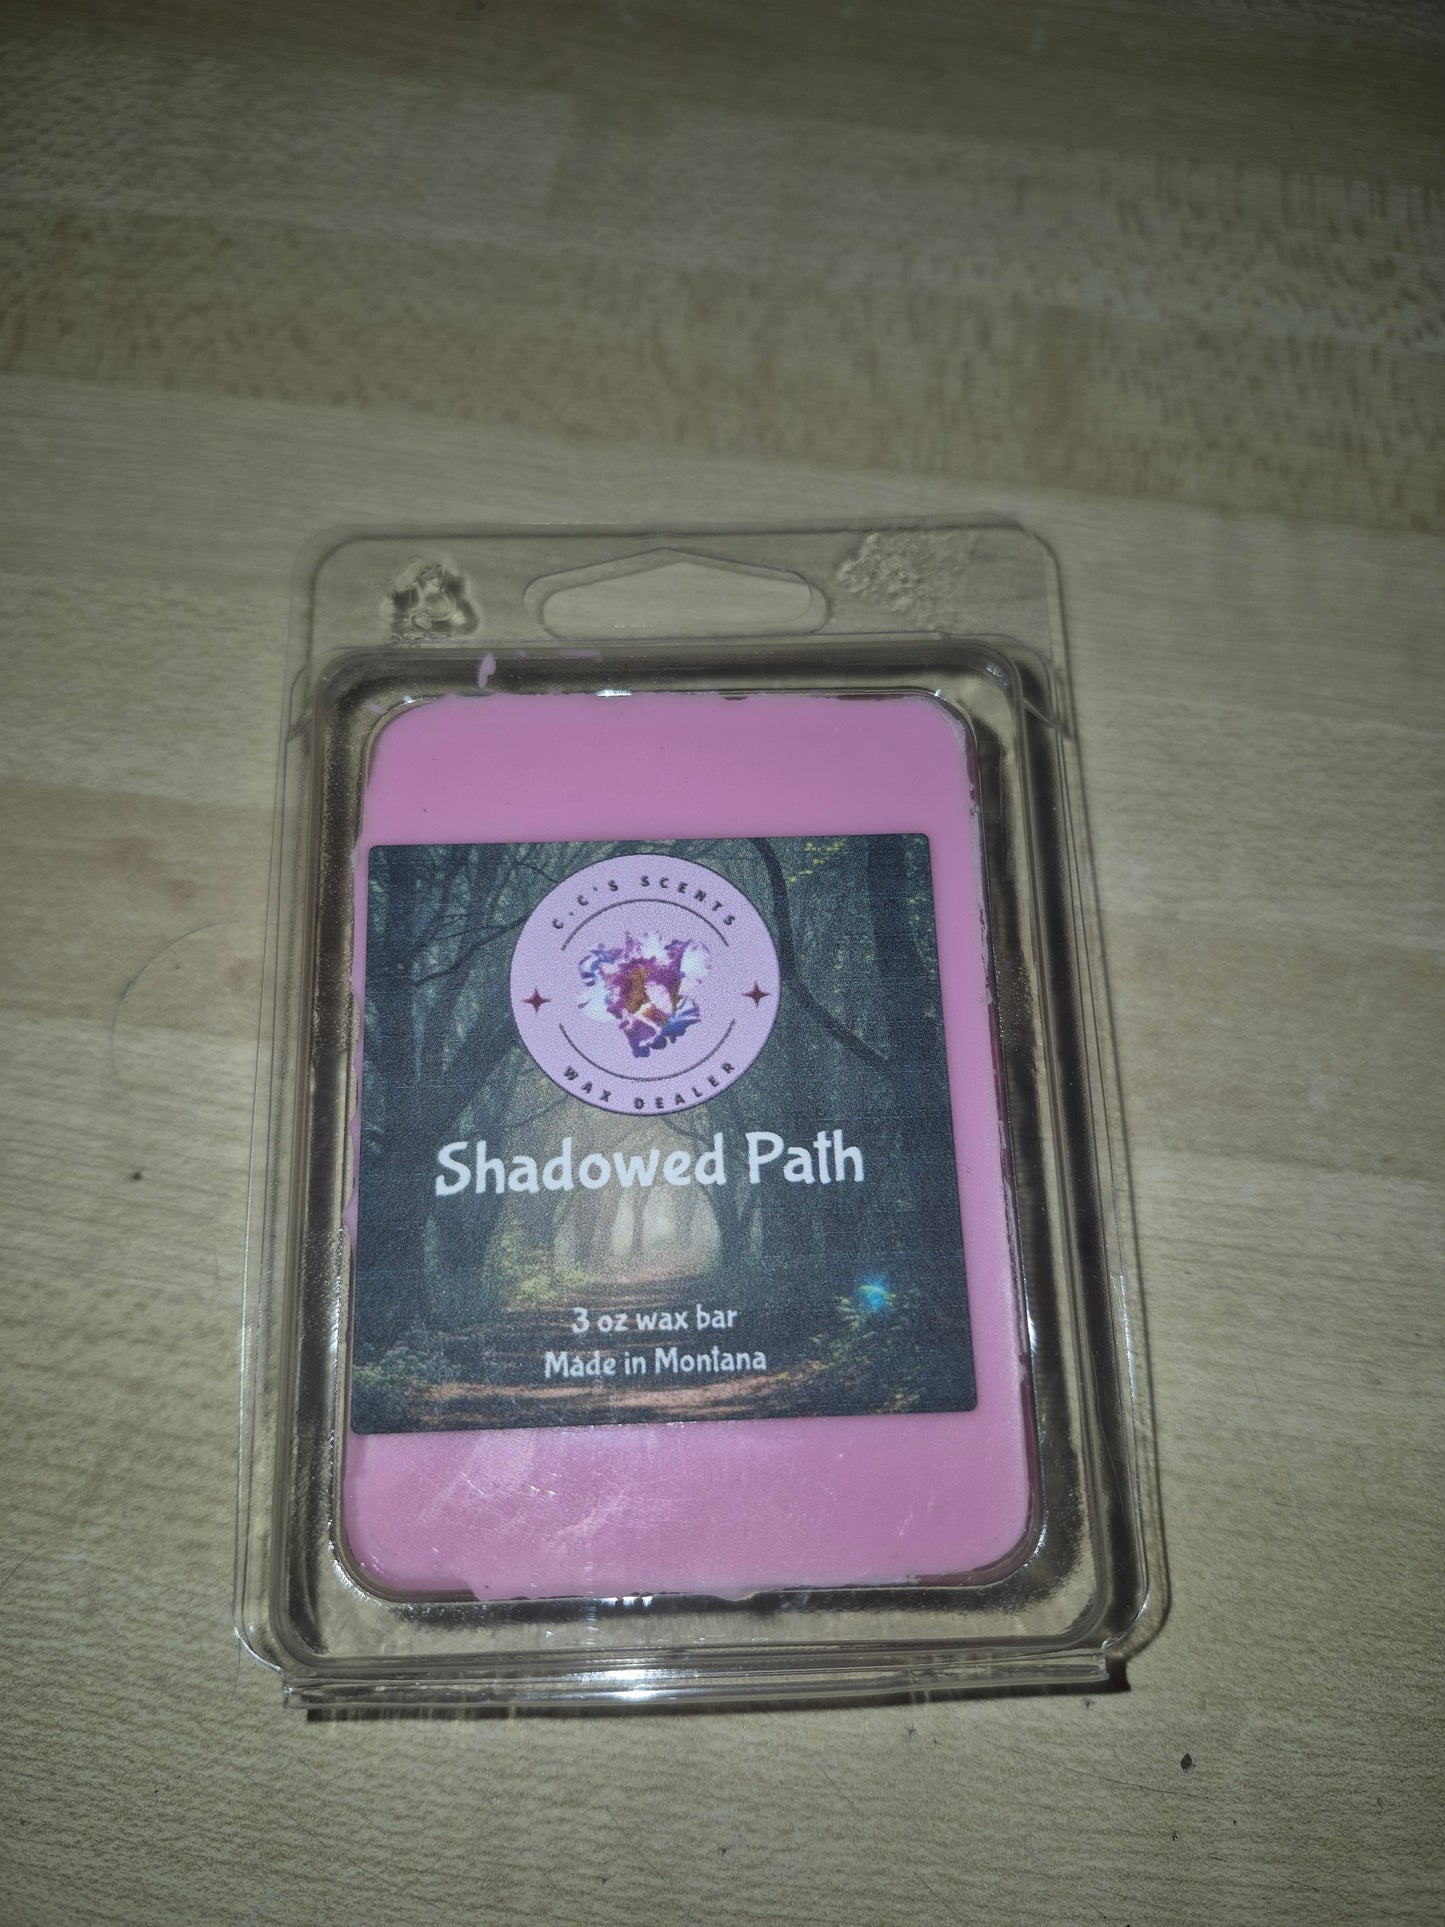 C.C'S SCENTS
WAX DEALER
Shadowed Path
3 oz wax bar
Made in Montana